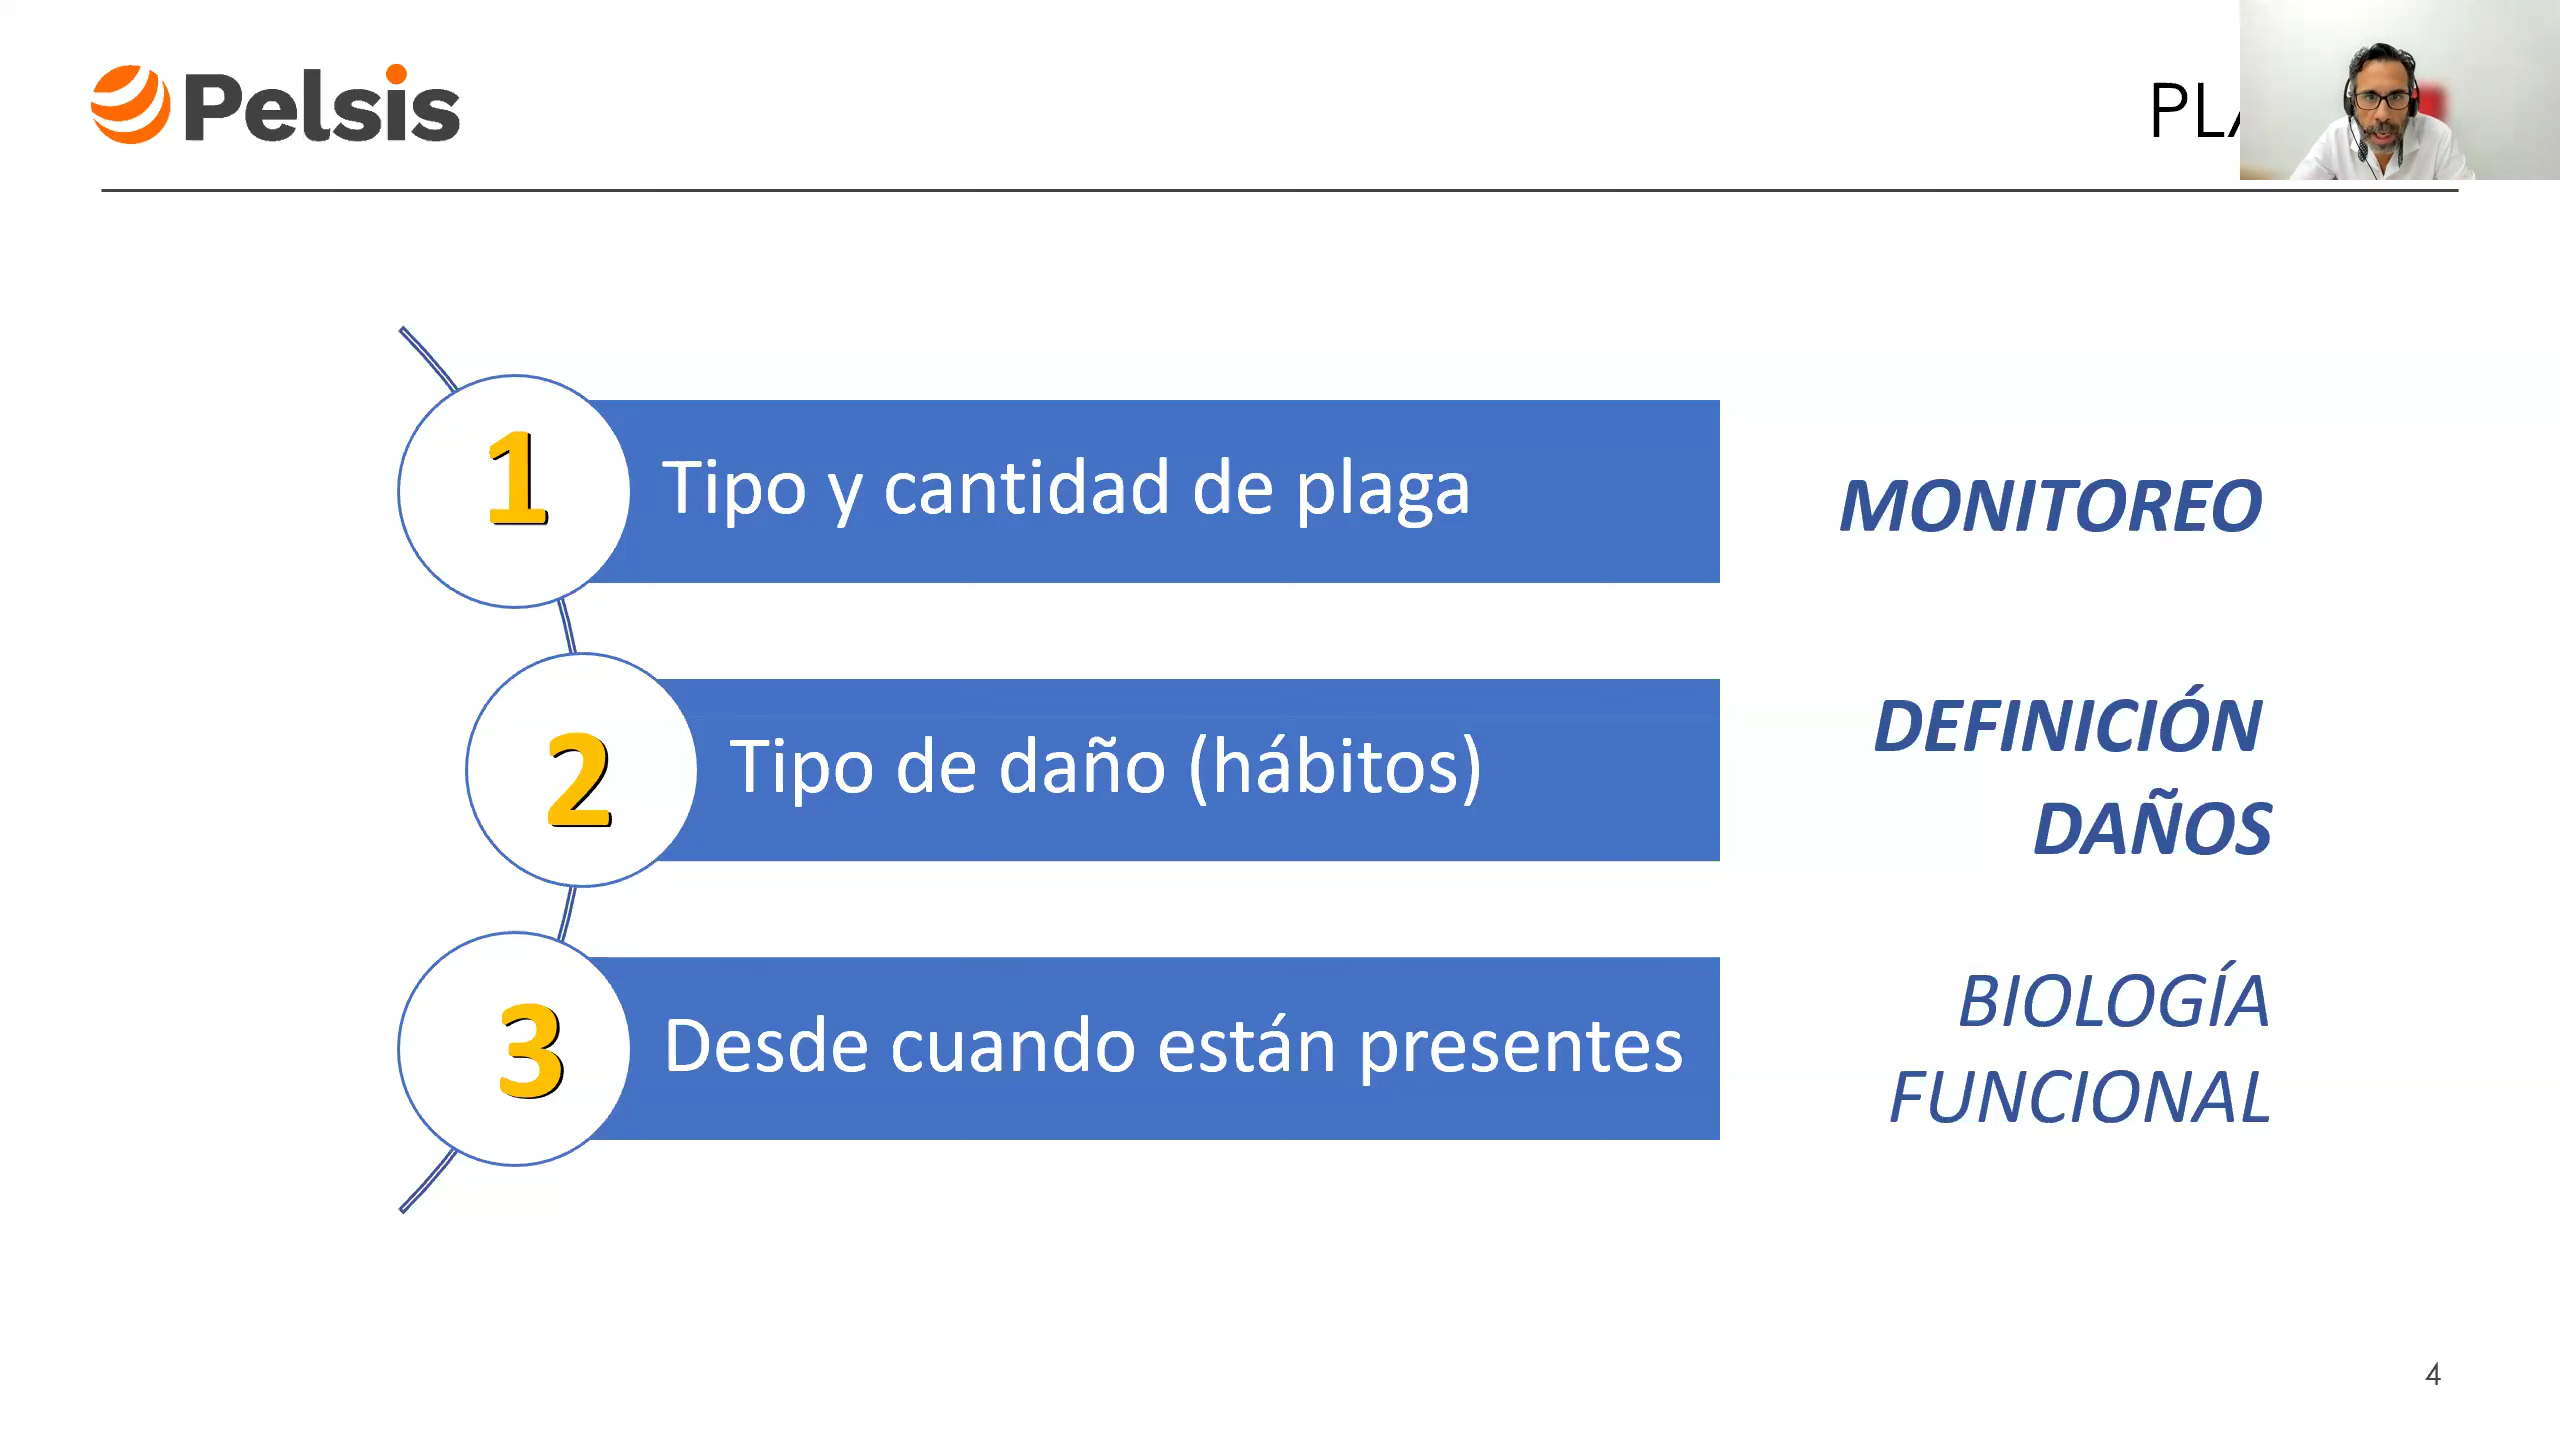 Pelsis
1
Tipo y cantidad de plaga
MONITOREO
2
Tipo de daño (hábitos)
DEFINICIÓN
DAÑOS
3
Desde cuando están presentes
BIOLOGÍA
FUNCIONAL
4